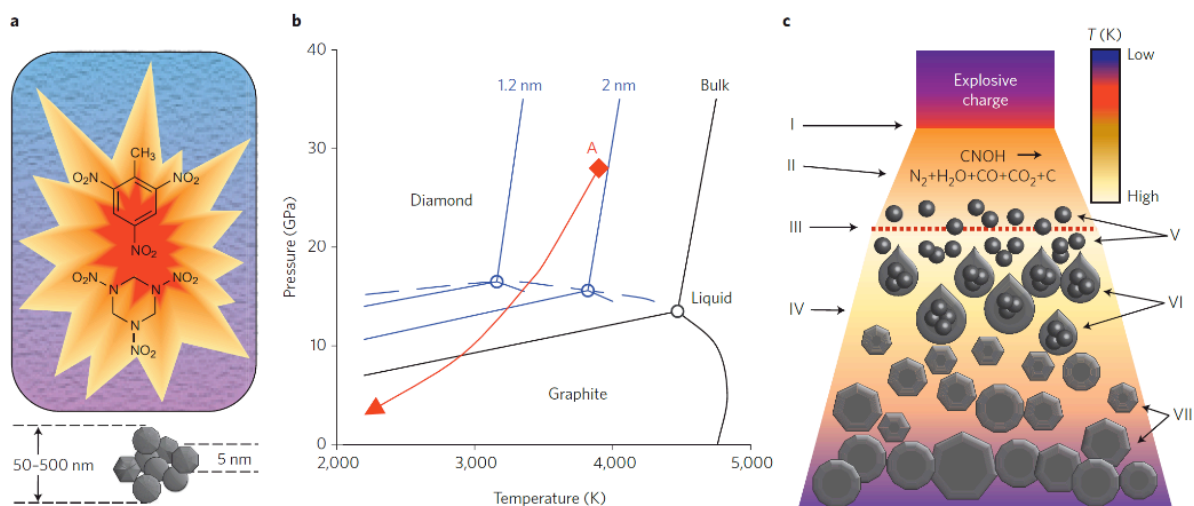 a
CH3
O2N
NO2
NO2
O2N
NO2
N
N
N
NO2
50–500 nm
5 nm
b
40
30
20
10
0
Pressure (GPa)
1.2 nm
2 nm
Bulk
A
Diamond
Liquid
Graphite
2,000
3,000
4,000
5,000
Temperature (K)
c
T (K)
Low
High
Explosive
charge
I
II
CNOH →
N2+H2O+CO+CO2+C
III
V
IV
VI
VII